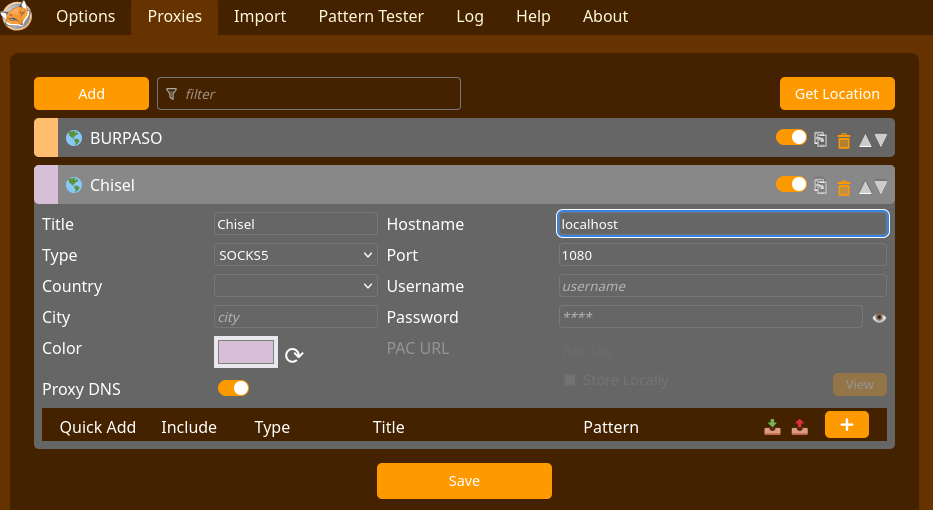 Options Proxies Import Pattern Tester Log Help About
Add filter Get Location
BURPASO
Chisel
Title Chisel Hostname localhost
Type SOCKS5 Port 1080
Country Username username
City city Password ****
Color PAC URL PAC URL
Store Locally View
Proxy DNS
Quick Add Include Type Title Pattern +
Save